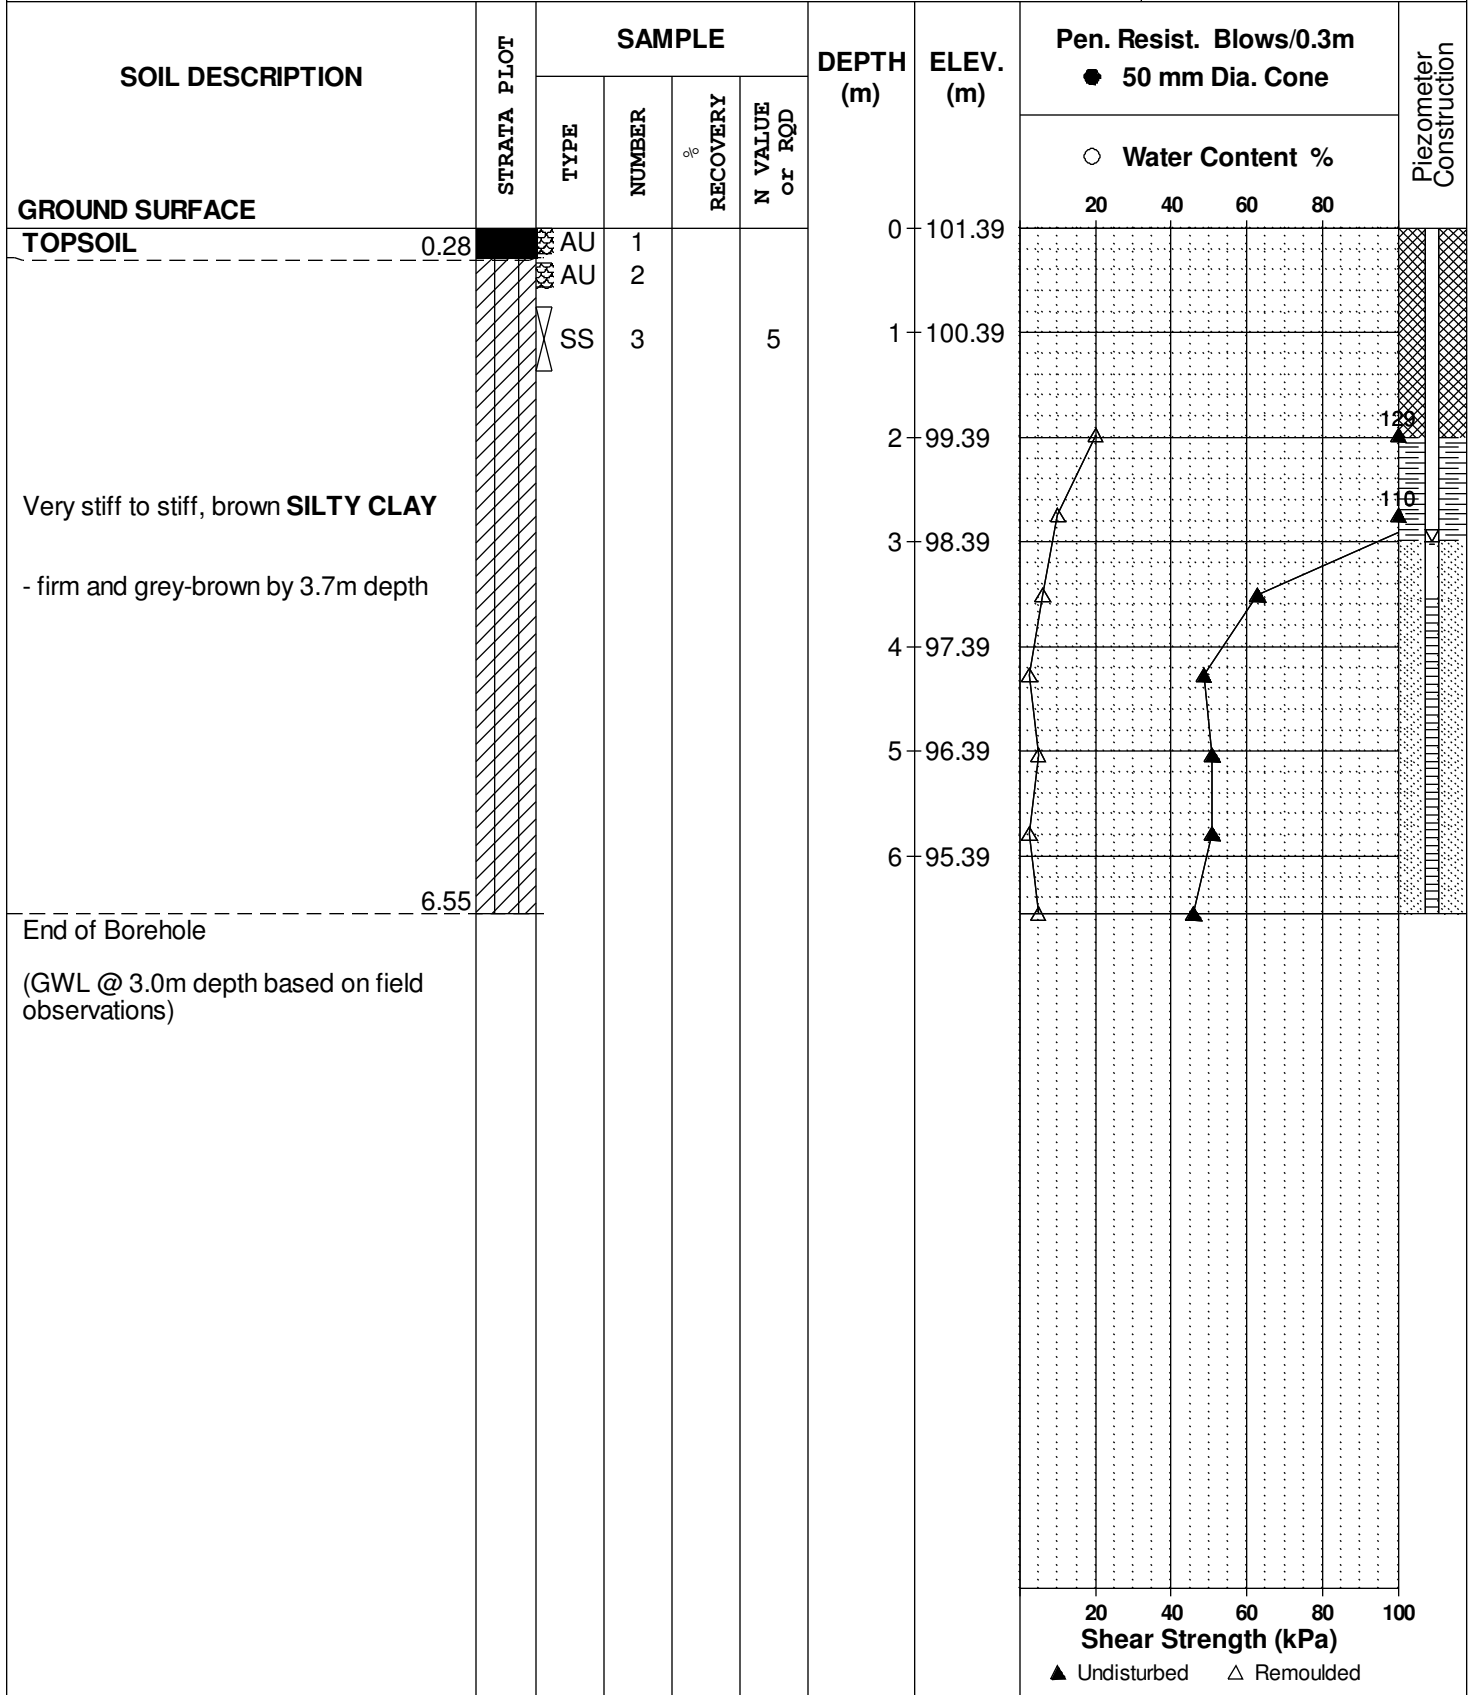 SOIL DESCRIPTION
GROUND SURFACE
STRATA PLOT
SAMPLE
TYPE
NUMBER
%
RECOVERY
N VALUE
or RQD
DEPTH
(m)
ELEV.
(m)
Pen. Resist. Blows/0.3m
● 50 mm Dia. Cone
○ Water Content %
20 40 60 80
Piezometer
Construction
TOPSOIL 0.28
AU 1
AU 2
SS 3 5
0 101.39
1 100.39
129
2 99.39
Very stiff to stiff, brown SILTY CLAY
110
3 98.39
- firm and grey-brown by 3.7m depth
4 97.39
5 96.39
6 95.39
6.55
End of Borehole
(GWL @ 3.0m depth based on field
observations)
20 40 60 80 100
Shear Strength (kPa)
▲ Undisturbed △ Remoulded